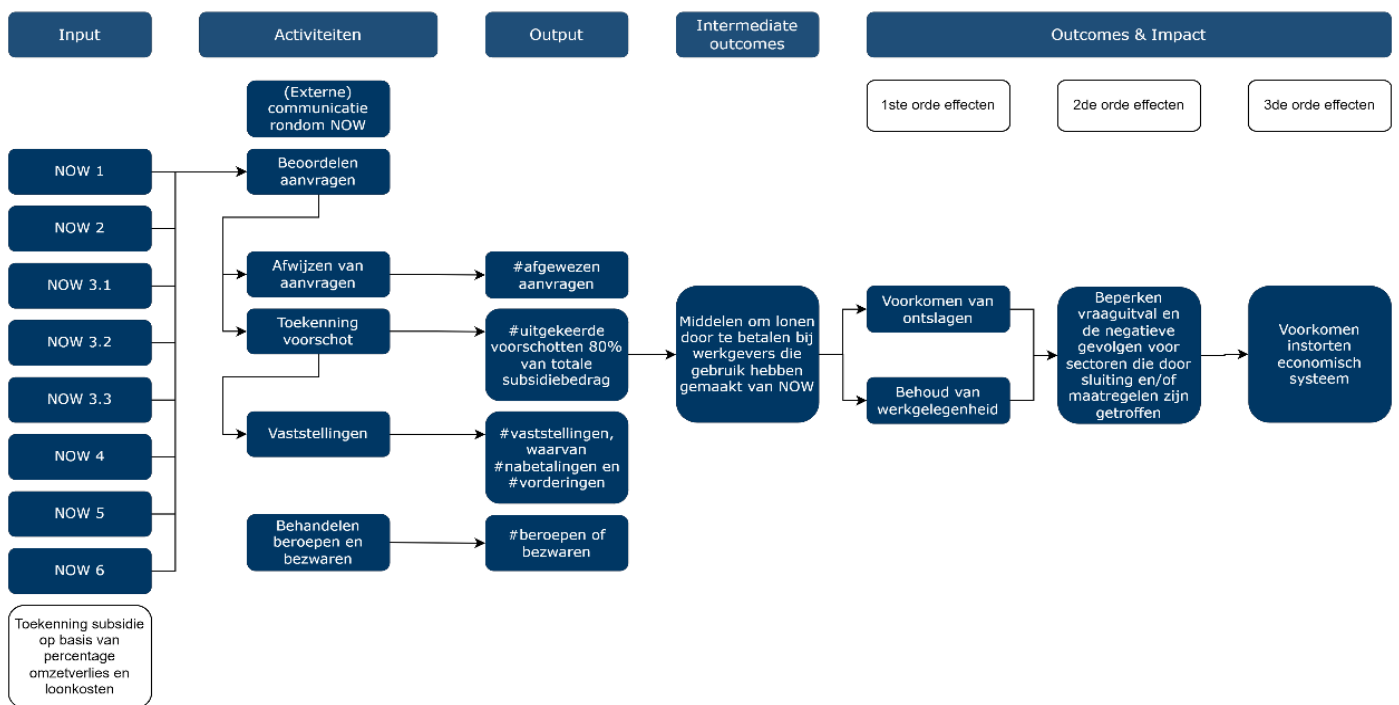 Input
Activiteiten
Output
Intermediate
outcomes
Outcomes & Impact
1ste orde effecten
2de orde effecten
3de orde effecten
NOW 1
NOW 2
NOW 3.1
NOW 3.2
NOW 3.3
NOW 4
NOW 5
NOW 6
Toekenning subsidie
op basis van
percentage
omzetverlies en
loonkosten
(Externe)
communicatie
rondom NOW
Beoordelen
aanvragen
Afwijzen van
aanvragen
Toekenning
voorschot
Vaststellingen
Behandelen
beroepen en
bezwaren
#afgewezen
aanvragen
#uitgekeerde
voorschotten 80%
van totale
subsidiebedrag
#vaststellingen,
waarvan
#nabetalingen en
#vorderingen
#beroepen of
bezwaren
Middelen om lonen
door te betalen bij
werkgevers die
gebruik hebben
gemaakt van NOW
Voorkomen van
ontslagen
Behoud van
werkgelegenheid
Beperken
vraaguitval en
de negatieve
gevolgen voor
sectoren die door
sluiting en/of
maatregelen zijn
getroffen
Voorkomen
instorten
economisch
systeem